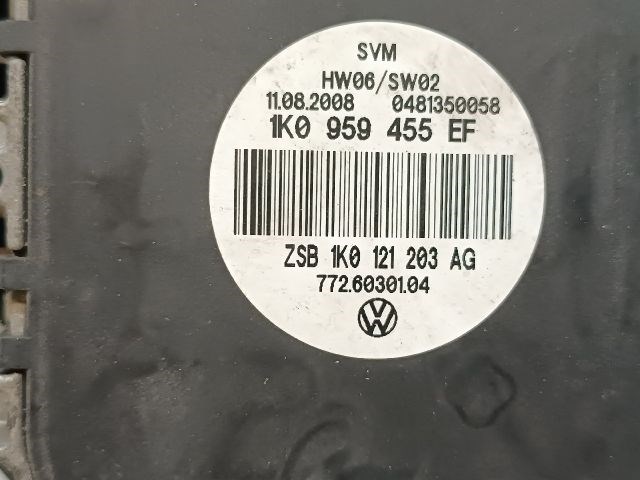 SVM
HW06/SW02
11.08.2008 0481350058
1K0 959 455 EF
ZSB 1K0 121 203 AG
772.60301.04